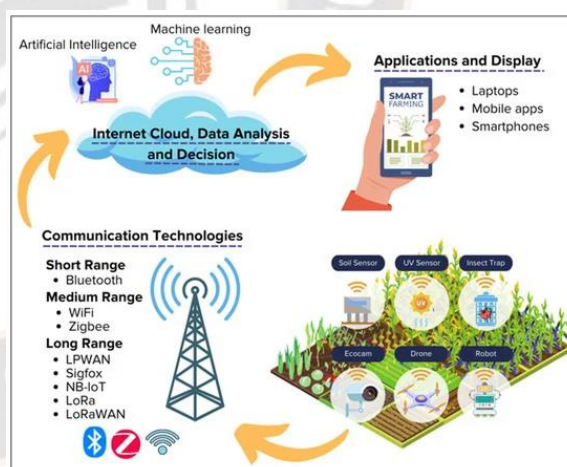 Machine learning
Artificial Intelligence
AI
Internet Cloud, Data Analysis
and Decision
Applications and Display
• Laptops
• Mobile apps
• Smartphones
SMART
FARMING
Communication Technologies
Short Range
• Bluetooth
Medium Range
• WiFi
• Zigbee
Long Range
• LPWAN
• Sigfox
• NB-IoT
• LoRa
• LoRaWAN
Soil Sensor
UV Sensor
Insect Trap
UV
Ecocam
Drone
Robot